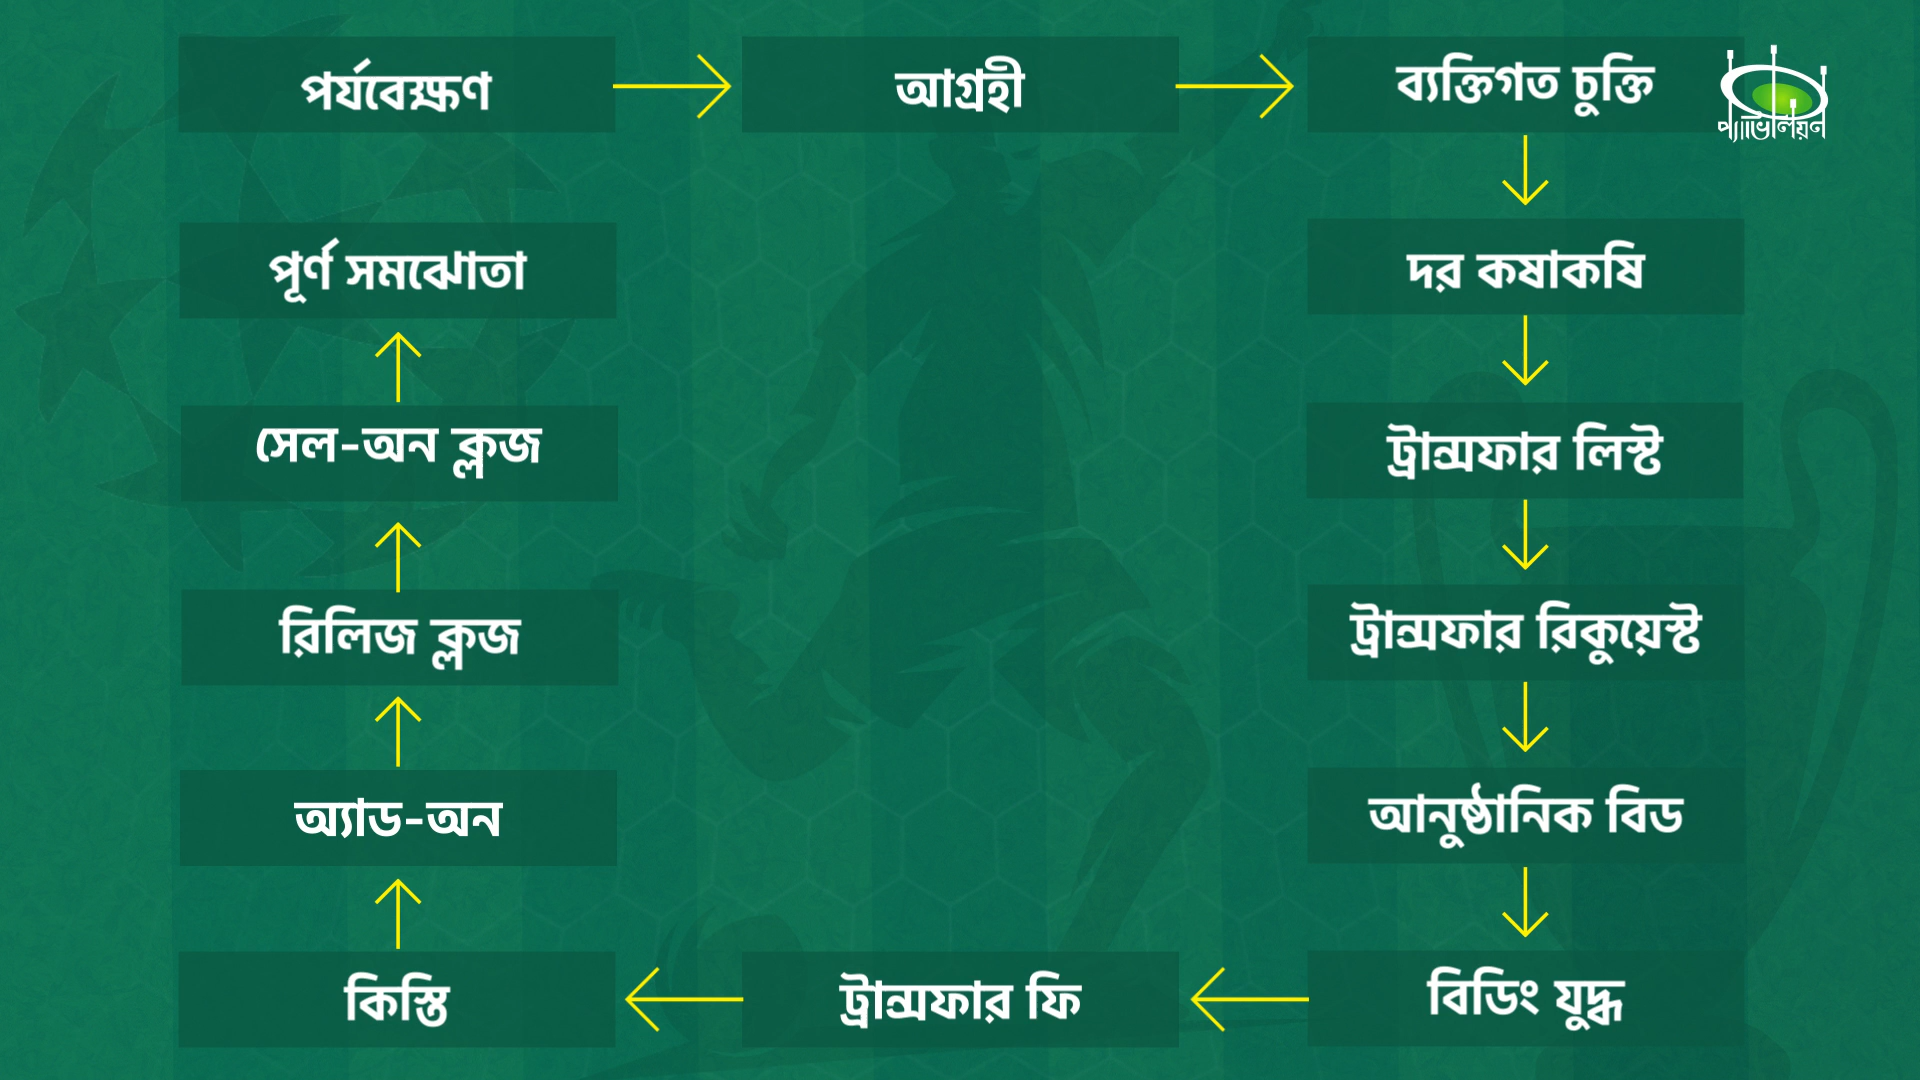 পর্যবেক্ষণ
আগ্রহী
ব্যক্তিগত চুক্তি
প্যাভিলিয়ন
দর কষাকষি
ট্রান্সফার লিস্ট
ট্রান্সফার রিকুয়েস্ট
আনুষ্ঠানিক বিড
বিডিং যুদ্ধ
ট্রান্সফার ফি
কিস্তি
অ্যাড-অন
রিলিজ ক্লজ
সেল-অন ক্লজ
পূর্ণ সমঝোতা